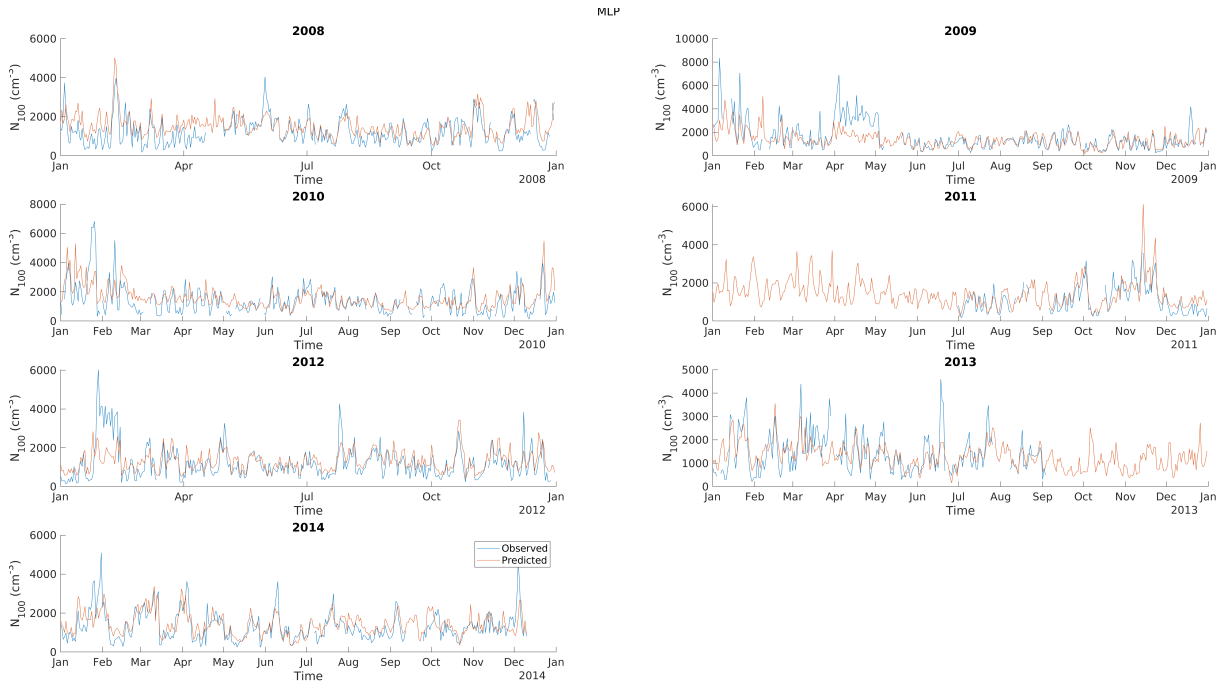 MLP
2008
N100 (cm-3)
6000
4000
2000
0
Jan Apr Jul Oct Jan
Time
2008
2009
N100 (cm-3)
10000
8000
6000
4000
2000
0
Jan Feb Mar Apr May Jun Jul Aug Sep Oct Nov Dec Jan
Time
2009
2010
N100 (cm-3)
8000
6000
4000
2000
0
Jan Feb Mar Apr May Jun Jul Aug Sep Oct Nov Dec Jan
Time
2010
2011
N100 (cm-3)
6000
4000
2000
0
Jan Feb Mar Apr May Jun Jul Aug Sep Oct Nov Dec Jan
Time
2011
2012
N100 (cm-3)
6000
4000
2000
0
Jan Apr Jul Oct Jan
Time
2012
2013
N100 (cm-3)
5000
4000
3000
2000
1000
0
Jan Feb Mar Apr May Jun Jul Aug Sep Oct Nov Dec Jan
Time
2013
2014
N100 (cm-3)
6000
4000
2000
0
Observed
Predicted
Jan Feb Mar Apr May Jun Jul Aug Sep Oct Nov Dec Jan
Time
2014